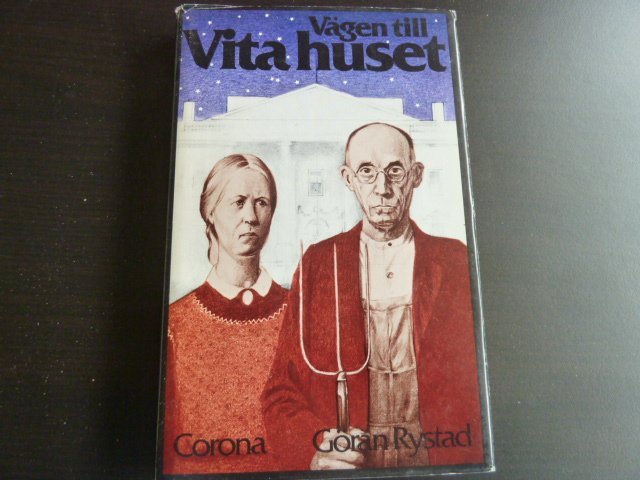 Vägen till
Vita huset
Corona
Göran Rystad